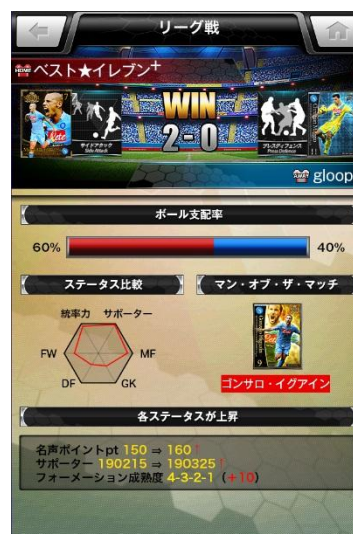 リーグ戦
HOME ベスト★イレブン+
WIN
2-0
サイドアタック
Side Attack
プレスディフェンス
Press Defence
AWAY gloop
ボール支配率
60%
40%
ステータス比較
マン・オブ・ザ・マッチ
統率力 サポーター
FW MF
DF GK
ゴンサロ・イグアイン
各ステータスが上昇
名声ポイントpt 150 ⇒ 160 ↑
サポーター 190215 ⇒ 190325 ↑
フォーメーション成熟度 4-3-2-1 (+10)